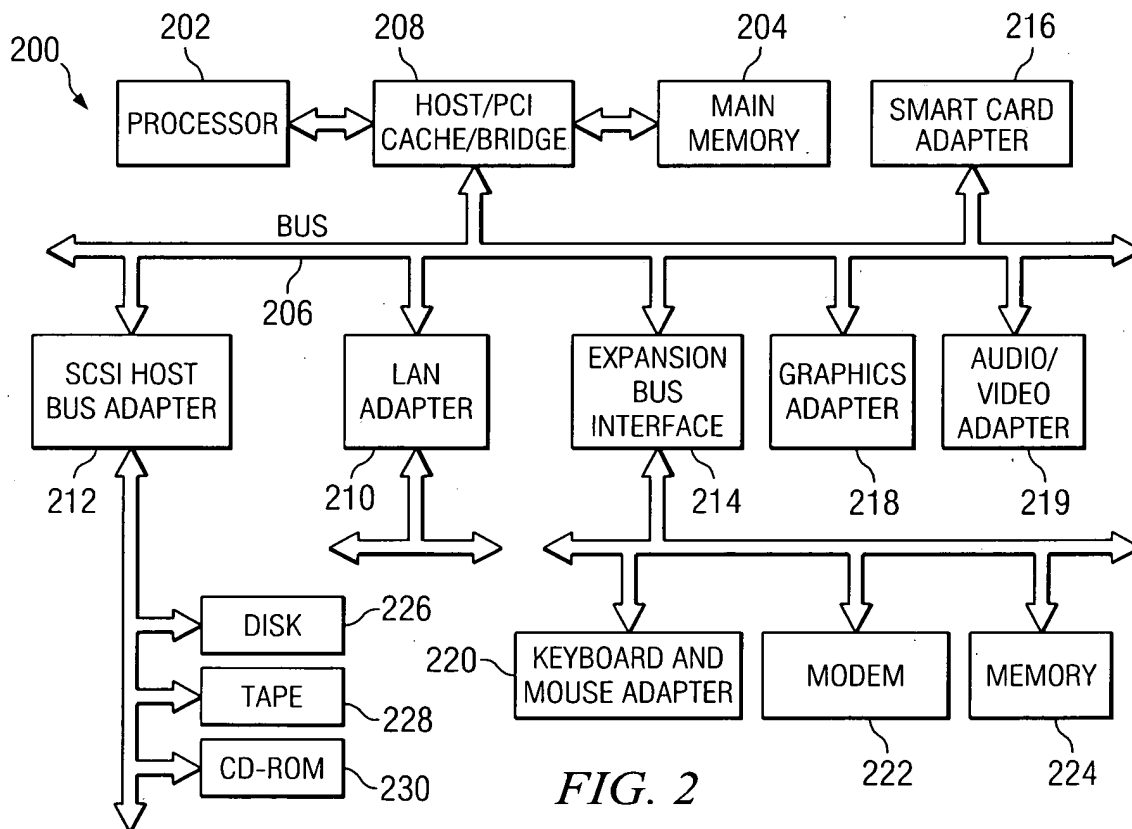 200
202
208
204
216
PROCESSOR
HOST/PCI
CACHE/BRIDGE
MAIN
MEMORY
SMART CARD
ADAPTER
BUS
206
SCSI HOST
BUS ADAPTER
LAN
ADAPTER
EXPANSION
BUS
INTERFACE
GRAPHICS
ADAPTER
AUDIO/
VIDEO
ADAPTER
212
210
214
218
219
DISK
226
TAPE
228
CD-ROM
230
220
KEYBOARD AND
MOUSE ADAPTER
MODEM
MEMORY
222
224
FIG. 2